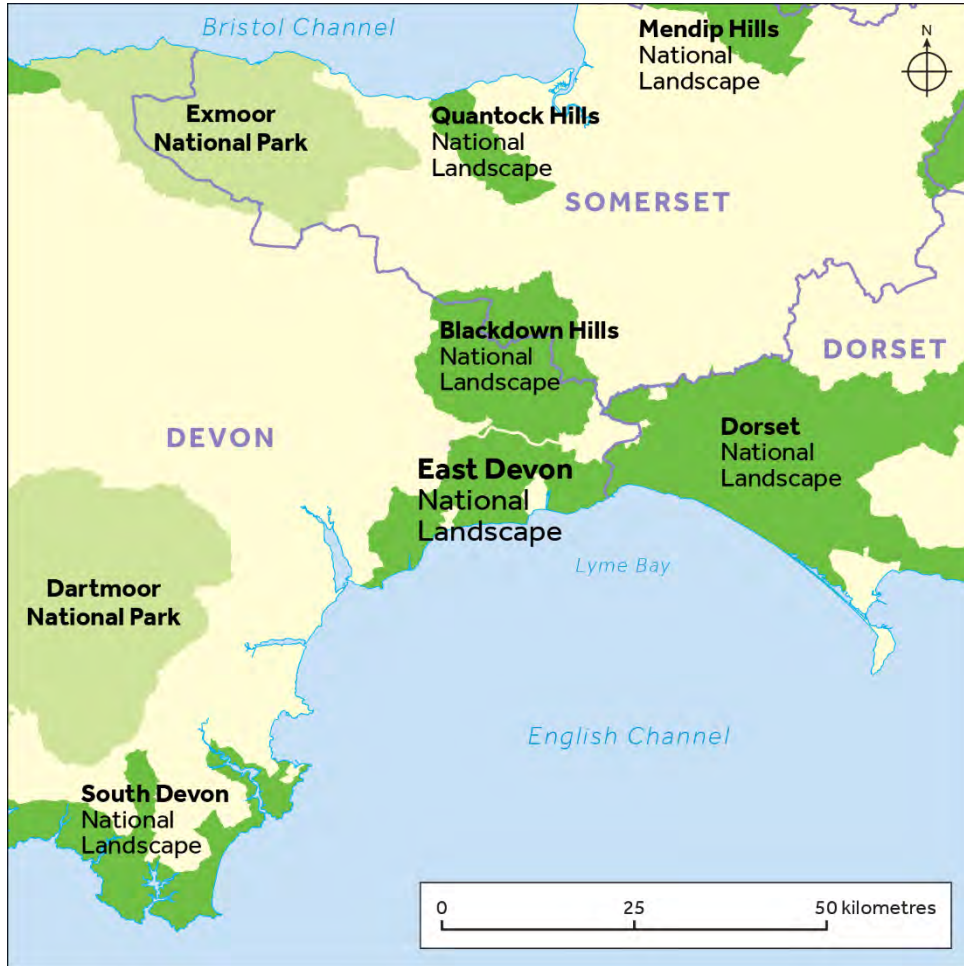 Bristol Channel
Mendip Hills
National
Landscape
N
Exmoor
National Park
Quantock Hills
National
Landscape
SOMERSET
Blackdown Hills
National
Landscape
DORSET
DEVON
Dorset
National
Landscape
East Devon
National
Landscape
Lyme Bay
Dartmoor
National Park
English Channel
South Devon
National
Landscape
0 25 50 kilometres